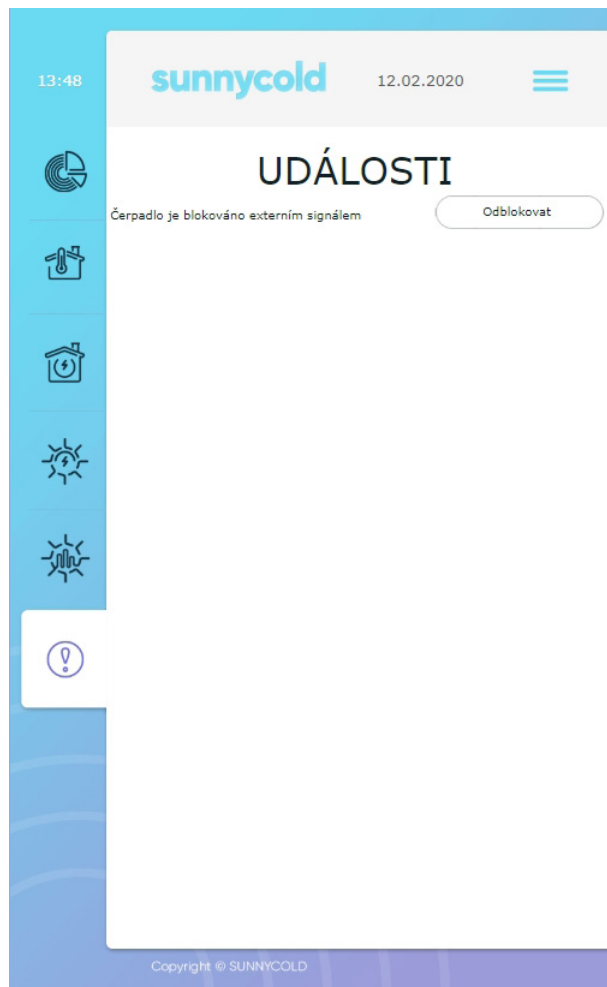 13:48
sunnycold
12.02.2020
UDÁLOSTI
Čerpadlo je blokováno externím signálem
Odblokovat
Copyright © SUNNYCOLD